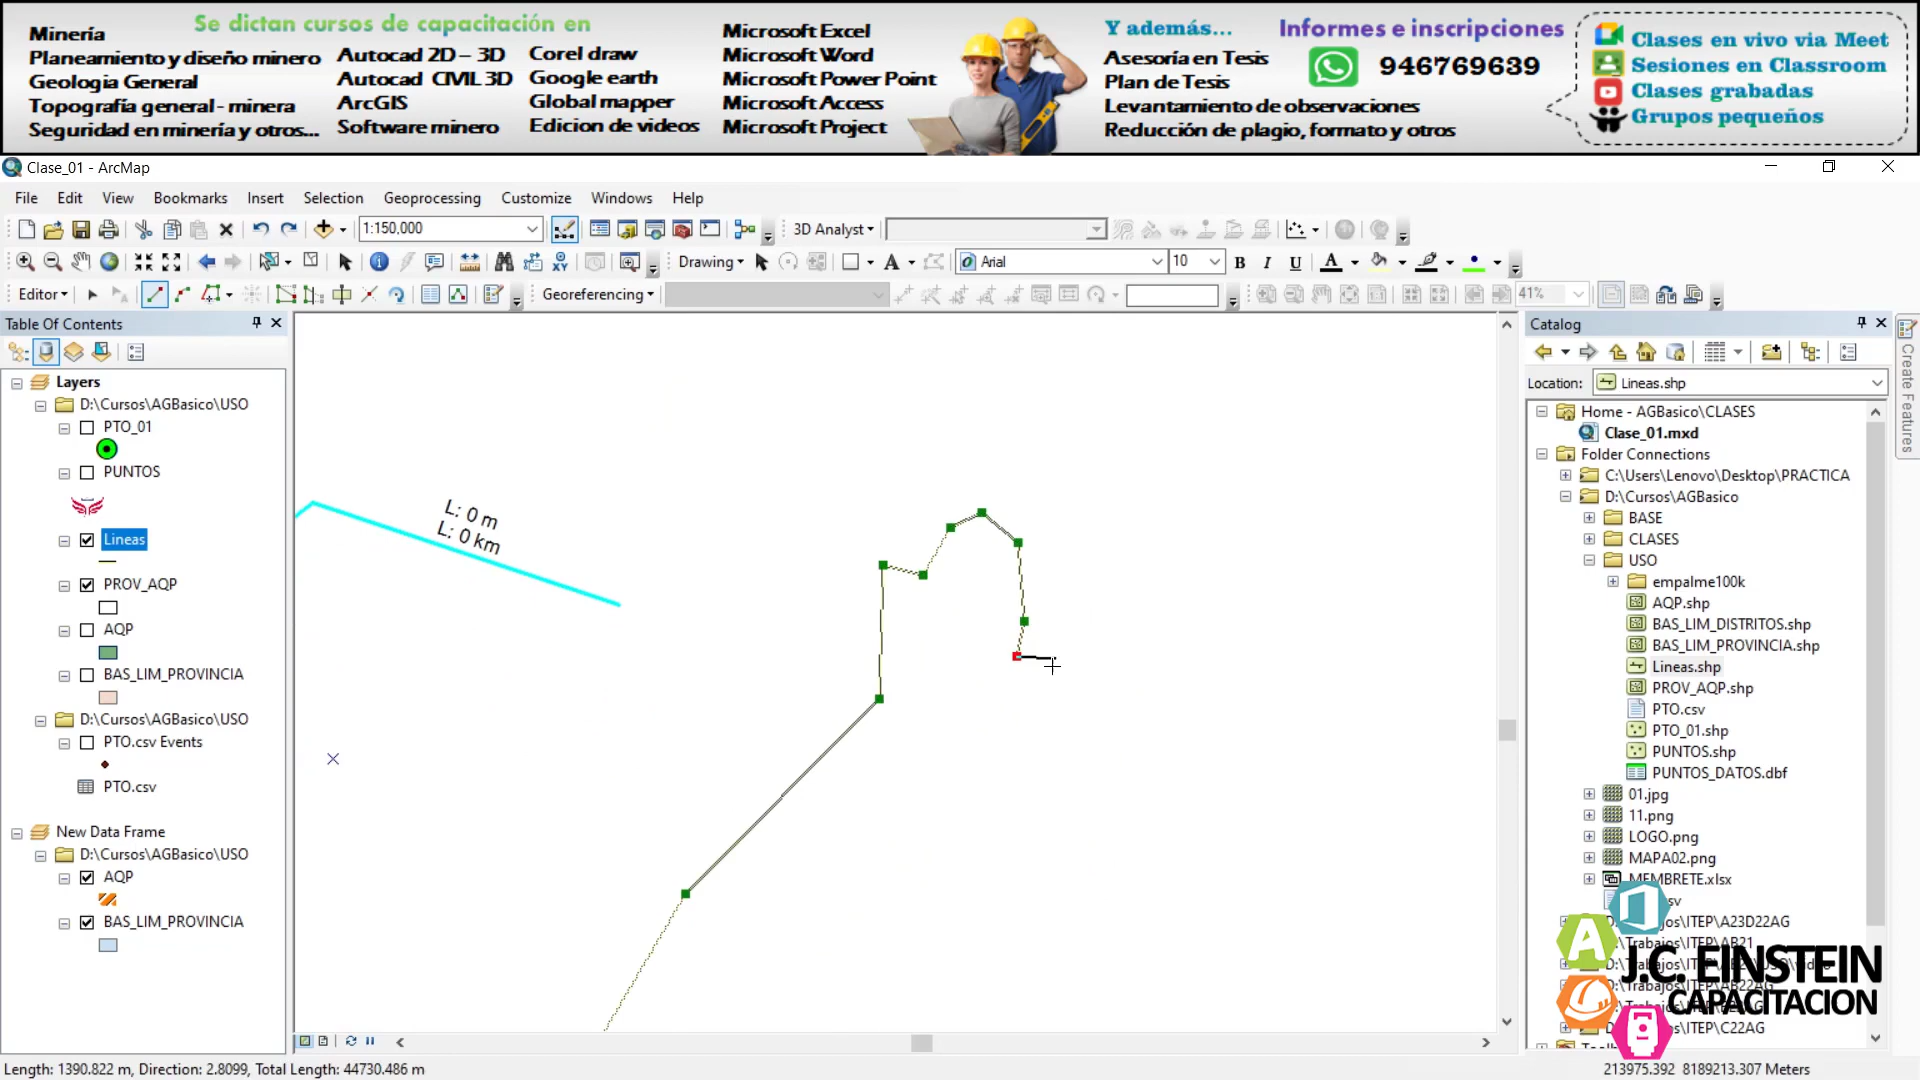 Se dictan cursos de capacitación en
Minería
Planeamiento y diseño minero
Geologia General
Topografía general - minera
Seguridad en minería y otros...
Autocad 2D - 3D
Autocad CIVIL 3D
ArcGIS
Software minero
Corel draw
Google earth
Global mapper
Edicion de videos
Microsoft Excel
Microsoft Word
Microsoft Power Point
Microsoft Access
Microsoft Project
Y además...
Asesoría en Tesis
Plan de Tesis
Levantamiento de observaciones
Reducción de plagio, formato y otros
Informes e inscripciones
946769639
Clases en vivo via Meet
Sesiones en Classroom
Clases grabadas
Grupos pequeños
Clase_01 - ArcMap
File Edit View Bookmarks Insert Selection Geoprocessing Customize Windows Help
1:150,000
3D Analyst
Drawing
A
Arial
10
B I U A
Editor
Georeferencing
41%
Table Of Contents
Layers
D:\Cursos\AGBasico\USO
PTO_01
PUNTOS
Lineas
PROV_AQP
AQP
BAS_LIM_PROVINCIA
D:\Cursos\AGBasico\USO
PTO.csv Events
PTO.csv
New Data Frame
D:\Cursos\AGBasico\USO
AQP
BAS_LIM_PROVINCIA
L: 0 m
L: 0 km
Catalog
Location: Lineas.shp
Home - AGBasico\CLASES
Clase_01.mxd
Folder Connections
C:\Users\Lenovo\Desktop\PRACTICA
D:\Cursos\AGBasico
BASE
CLASES
USO
empalme100k
AQP.shp
BAS_LIM_DISTRITOS.shp
BAS_LIM_PROVINCIA.shp
Lineas.shp
PROV_AQP.shp
PTO.csv
PTO_01.shp
PUNTOS.shp
PUNTOS_DATOS.dbf
01.jpg
11.png
LOGO.png
MAPA02.png
MEMBRETE.xlsx
Create Features
J.C. EINSTEIN
CAPACITACION
Length: 1390.822 m, Direction: 2.8099, Total Length: 44730.486 m
213975.392 8189213.307 Meters